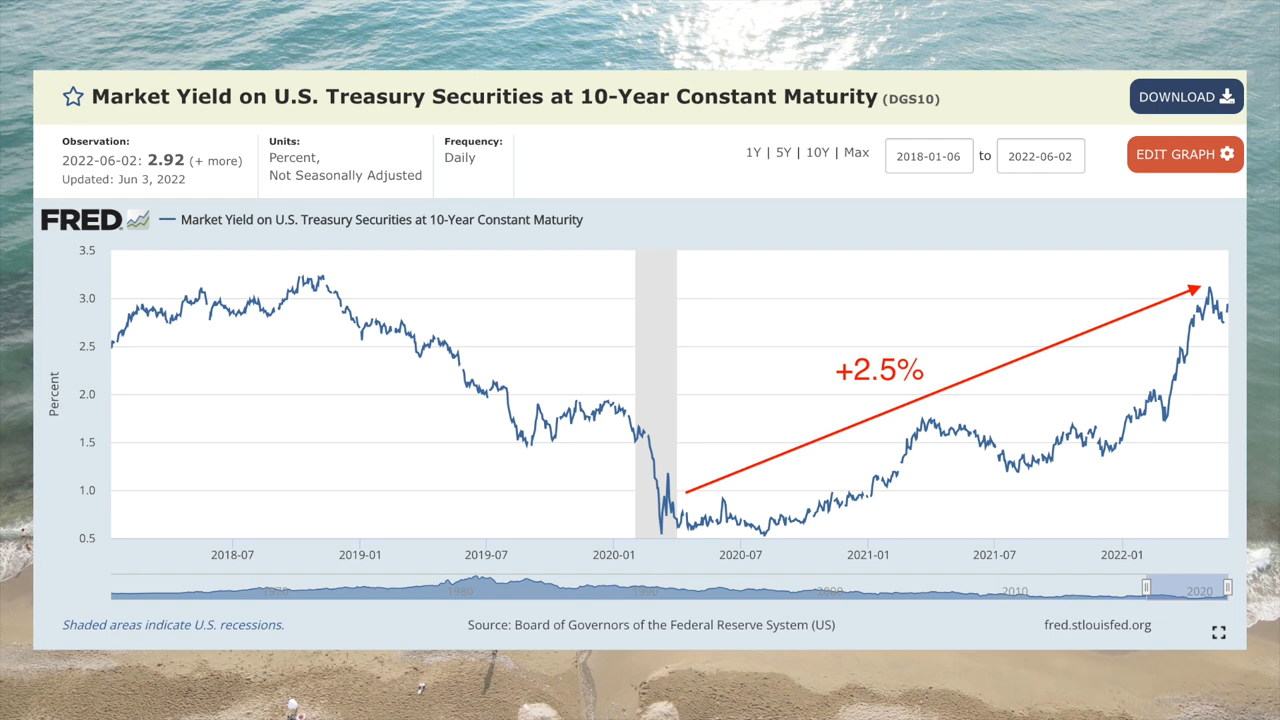 Market Yield on U.S. Treasury Securities at 10-Year Constant Maturity (DGS10)
DOWNLOAD
Observation:
2022-06-02: 2.92 (+ more)
Updated: Jun 3, 2022
Units:
Percent,
Not Seasonally Adjusted
Frequency:
Daily
1Y | 5Y | 10Y | Max
2018-01-06 to 2022-06-02
EDIT GRAPH
FRED
Market Yield on U.S. Treasury Securities at 10-Year Constant Maturity
Percent
3.5
3.0
2.5
2.0
1.5
1.0
0.5
+2.5%
2018-07 2019-01 2019-07 2020-01 2020-07 2021-01 2021-07 2022-01
1970 1980 1990 2000 2010 2020
Shaded areas indicate U.S. recessions.
Source: Board of Governors of the Federal Reserve System (US)
fred.stlouisfed.org